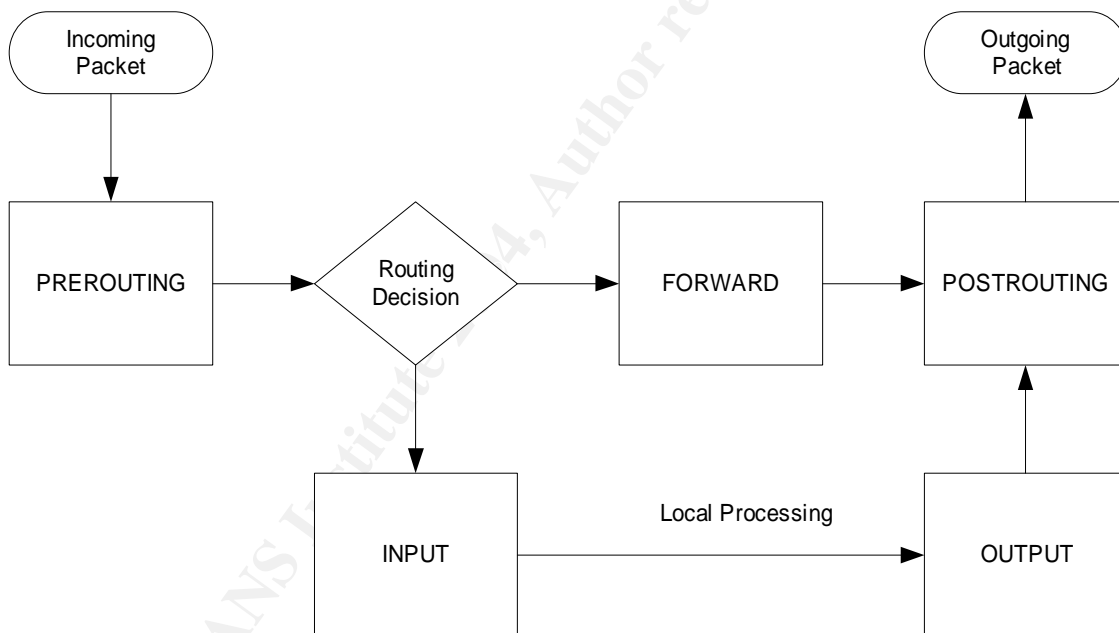 Incoming
Packet
Outgoing
Packet
PREROUTING
Routing
Decision
FORWARD
POSTROUTING
INPUT
Local Processing
OUTPUT